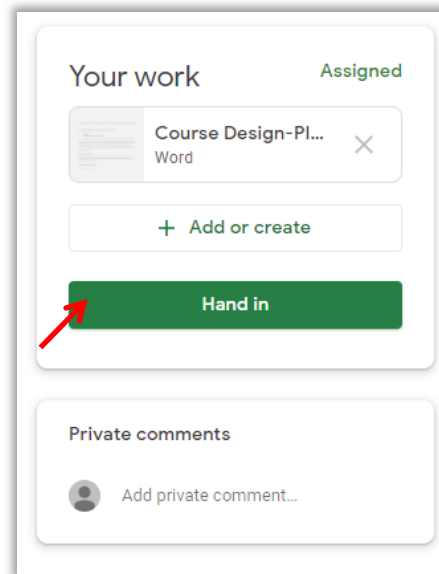 Your work
Assigned
Course Design-Pl...
Word
+ Add or create
Hand in
Private comments
Add private comment...